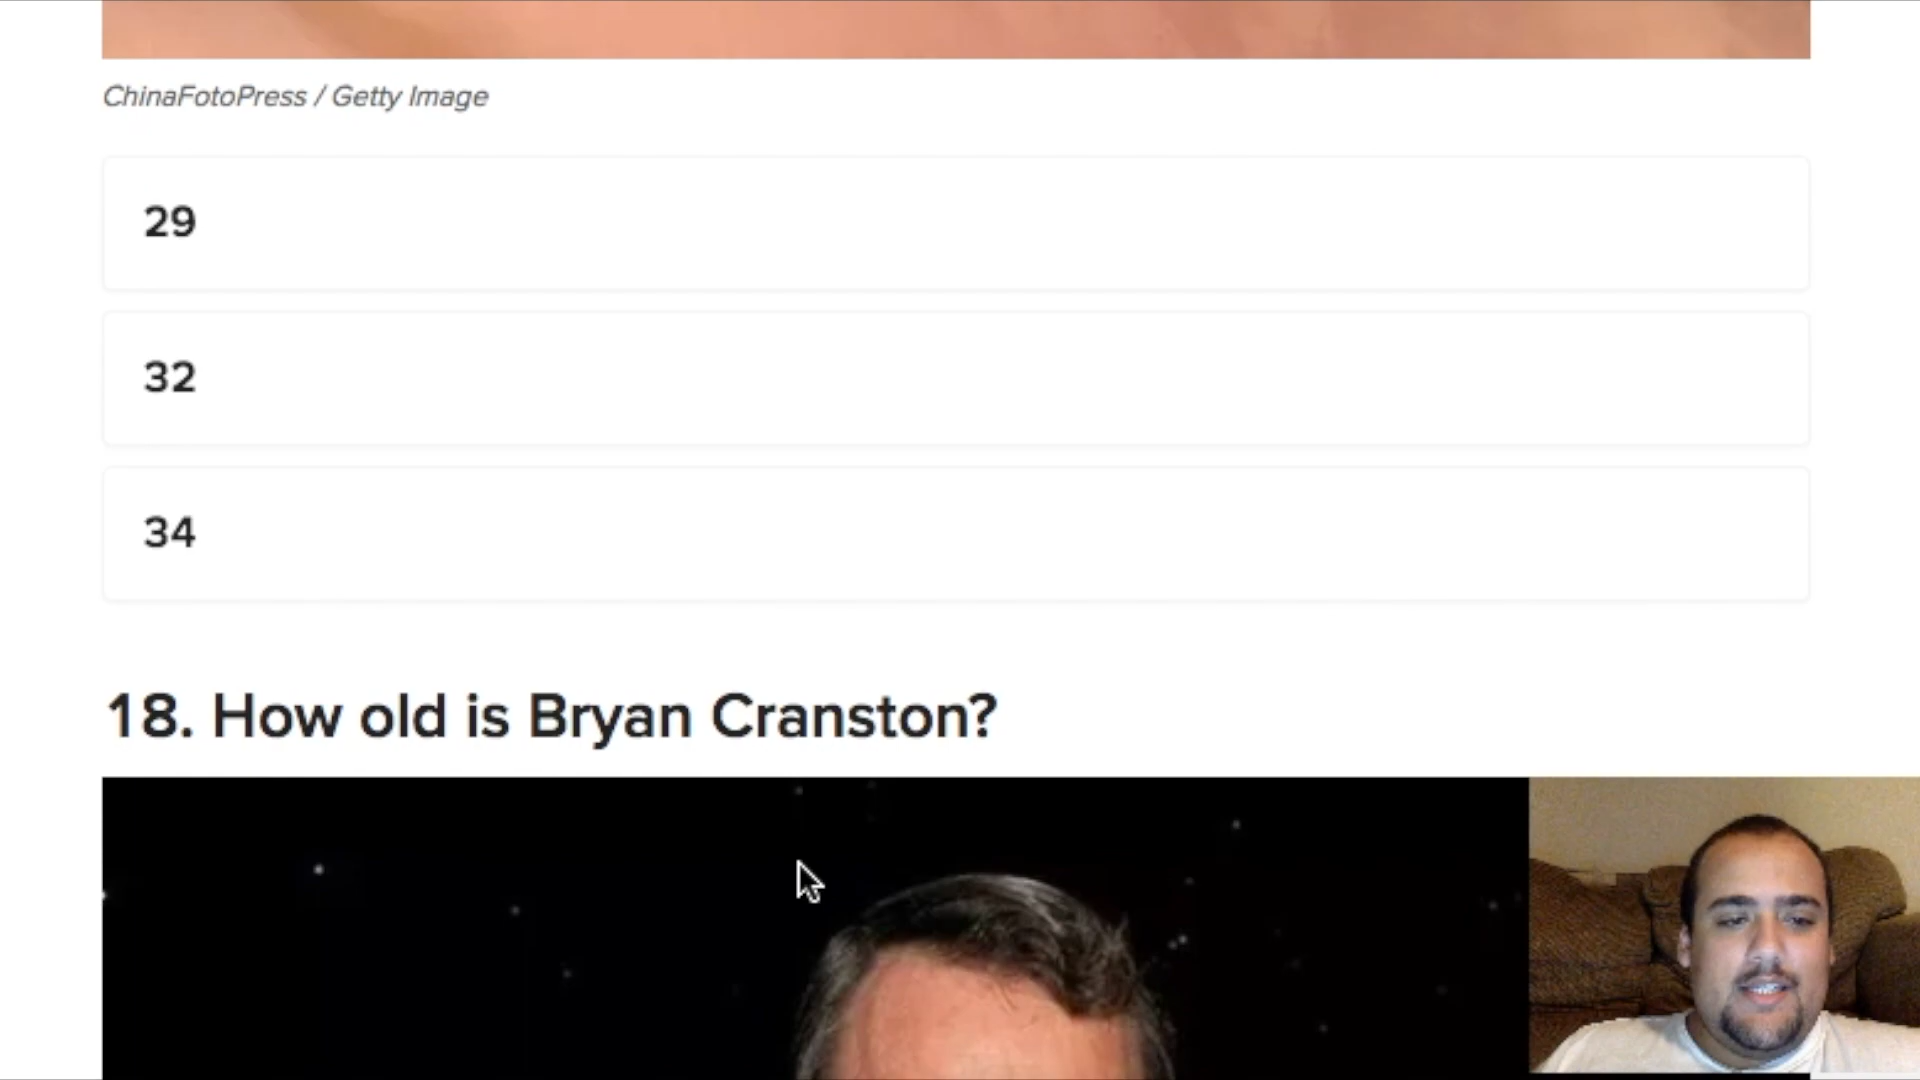 ChinaFotoPress / Getty Image
29
32
34
18. How old is Bryan Cranston?